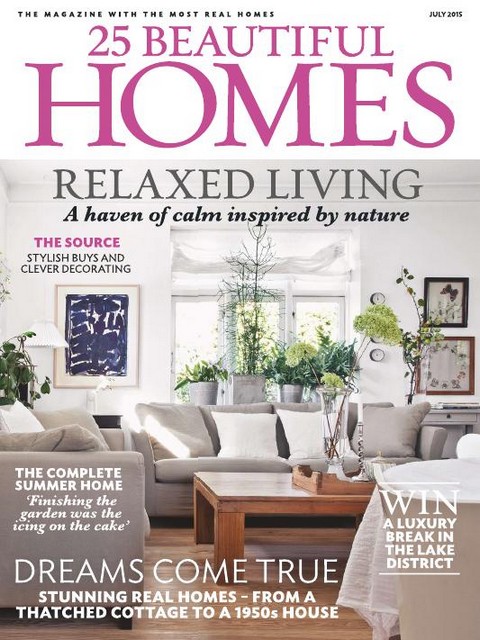 THE MAGAZINE WITH THE MOST REAL HOMES
JULY 2015
25 BEAUTIFUL
HOMES
RELAXED LIVING
A haven of calm inspired by nature
THE SOURCE
STYLISH BUYS AND
CLEVER DECORATING
THE COMPLETE
SUMMER HOME
‘Finishing the
garden was the
icing on the cake’
WIN
A LUXURY
BREAK IN
THE LAKE
DISTRICT
DREAMS COME TRUE
STUNNING REAL HOMES – FROM A
THATCHED COTTAGE TO A 1950s HOUSE